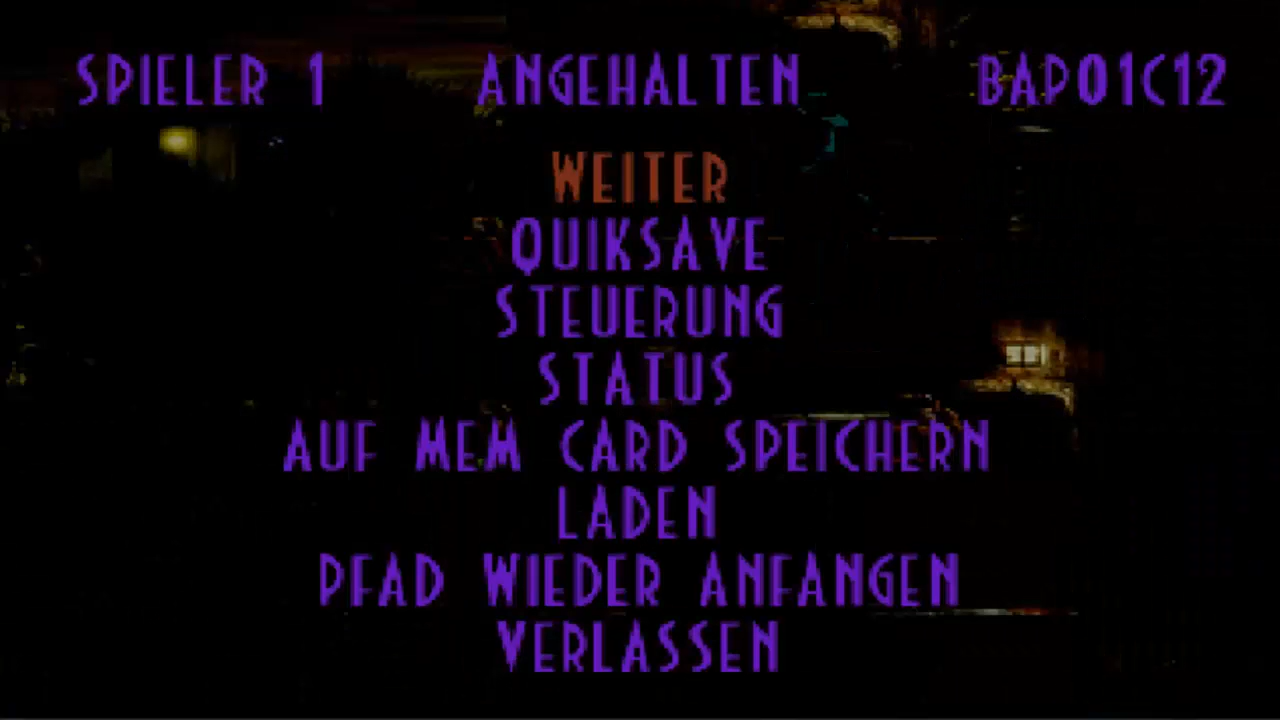 SPIELER 1 ANGEHALTEN BAP01C12
WEITER
QUIKSAVE
STEUERUNG
STATUS
AUF MEM CARD SPEICHERN
LADEN
PFAD WIEDER ANFANGEN
VERLASSEN